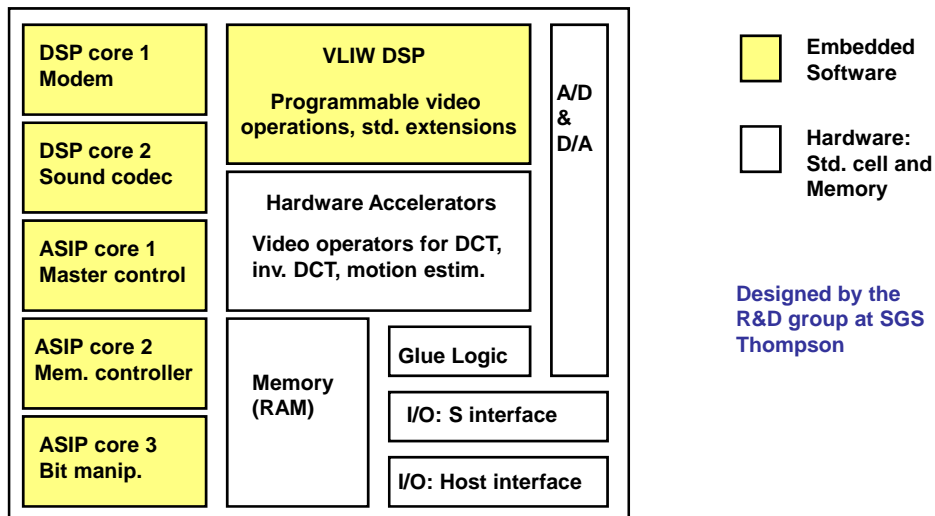 DSP core 1
Modem
DSP core 2
Sound codec
ASIP core 1
Master control
ASIP core 2
Mem. controller
ASIP core 3
Bit manip.
VLIW DSP
Programmable video
operations, std. extensions
Hardware Accelerators
Video operators for DCT,
inv. DCT, motion estim.
Memory
(RAM)
Glue Logic
A/D
&
D/A
I/O: S interface
I/O: Host interface
Embedded
Software
Hardware:
Std. cell and
Memory
Designed by the
R&D group at SGS
Thompson